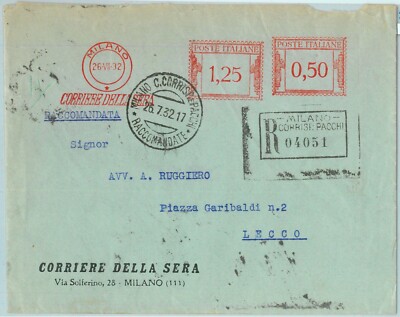 MILANO
26 VII 32
CORRIERE DELLA SERA
POSTE ITALIANE
1,25
POSTE ITALIANE
0,50
RACCOMANDATA
MILANO C. CORRISP. PACCHI
26.7.32.17
RACCOMANDATE
R
MILANO
CORRISP. PACCHI
04051
Signor
AVV. A. RUGGIERO
Piazza Garibaldi n.2
LECCO
CORRIERE DELLA SERA
Via Solferino, 28 - MILANO (111)